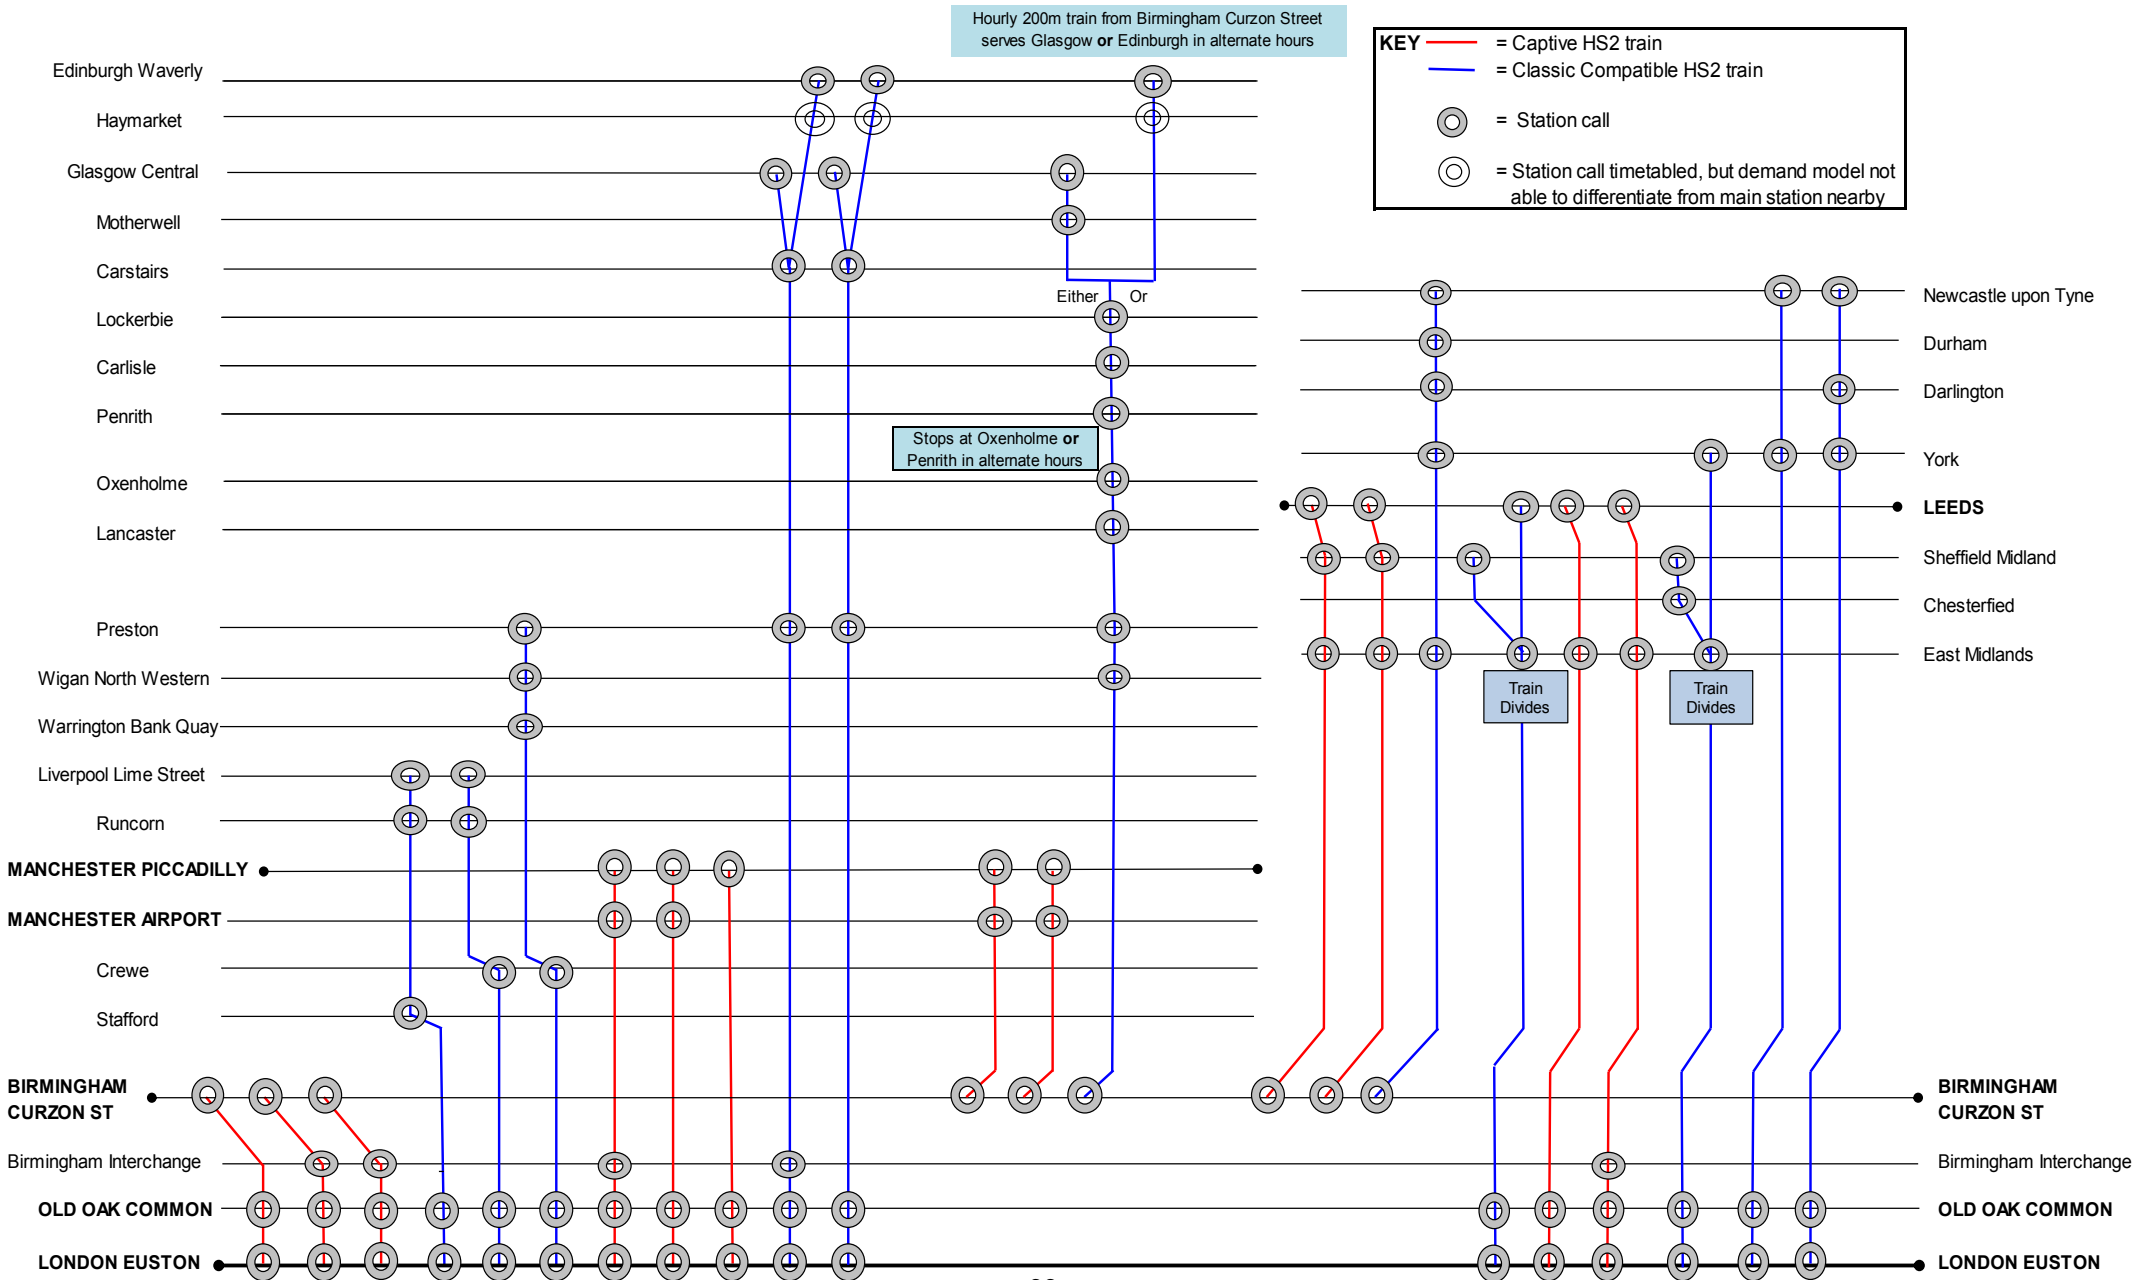 Hourly 200m train from Birmingham Curzon Street
serves Glasgow or Edinburgh in alternate hours
KEY
= Captive HS2 train
= Classic Compatible HS2 train
= Station call
= Station call timetabled, but demand model not
able to differentiate from main station nearby
Edinburgh Waverly
Haymarket
Glasgow Central
Motherwell
Carstairs
Either Or
Lockerbie
Carlisle
Penrith
Stops at Oxenholme or
Penrith in alternate hours
Oxenholme
Lancaster
Preston
Wigan North Western
Warrington Bank Quay
Liverpool Lime Street
Runcorn
MANCHESTER PICCADILLY
MANCHESTER AIRPORT
Crewe
Stafford
BIRMINGHAM
CURZON ST
Birmingham Interchange
OLD OAK COMMON
LONDON EUSTON
Newcastle upon Tyne
Durham
Darlington
York
LEEDS
Sheffield Midland
Chesterfied
East Midlands
Train
Divides
Train
Divides
BIRMINGHAM
CURZON ST
Birmingham Interchange
OLD OAK COMMON
LONDON EUSTON